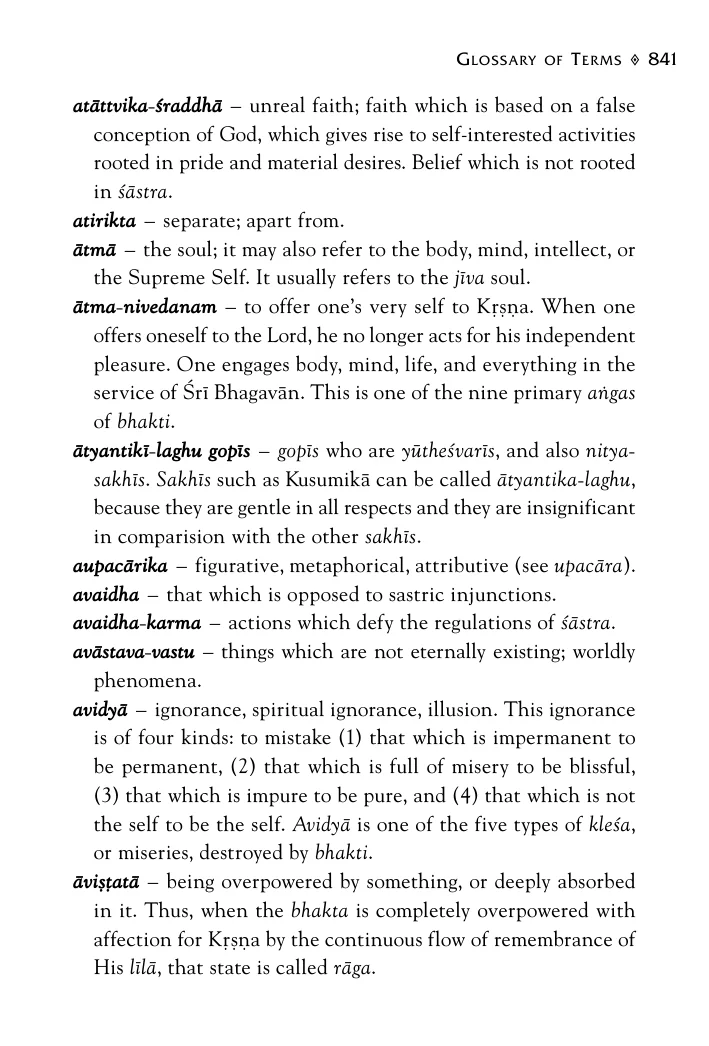 Glossary of Terms ◊ 841
atāttvika-śraddhā – unreal faith; faith which is based on a false
conception of God, which gives rise to self-interested activities
rooted in pride and material desires. Belief which is not rooted
in śāstra.
atirikta – separate; apart from.
ātmā – the soul; it may also refer to the body, mind, intellect, or
the Supreme Self. It usually refers to the jīva soul.
ātma-nivedanam – to offer one’s very self to Kṛṣṇa. When one
offers oneself to the Lord, he no longer acts for his independent
pleasure. One engages body, mind, life, and everything in the
service of Śrī Bhagavān. This is one of the nine primary aṅgas
of bhakti.
ātyantikī-laghu gopīs – gopīs who are yūtheśvarīs, and also nitya-
sakhīs. Sakhīs such as Kusumikā can be called ātyantika-laghu,
because they are gentle in all respects and they are insignificant
in comparision with the other sakhīs.
aupacārika – figurative, metaphorical, attributive (see upacāra).
avaidha – that which is opposed to sastric injunctions.
avaidha-karma – actions which defy the regulations of śāstra.
avāstava-vastu – things which are not eternally existing; worldly
phenomena.
avidyā – ignorance, spiritual ignorance, illusion. This ignorance
is of four kinds: to mistake (1) that which is impermanent to
be permanent, (2) that which is full of misery to be blissful,
(3) that which is impure to be pure, and (4) that which is not
the self to be the self. Avidyā is one of the five types of kleśa,
or miseries, destroyed by bhakti.
āviṣṭatā – being overpowered by something, or deeply absorbed
in it. Thus, when the bhakta is completely overpowered with
affection for Kṛṣṇa by the continuous flow of remembrance of
His līlā, that state is called rāga.